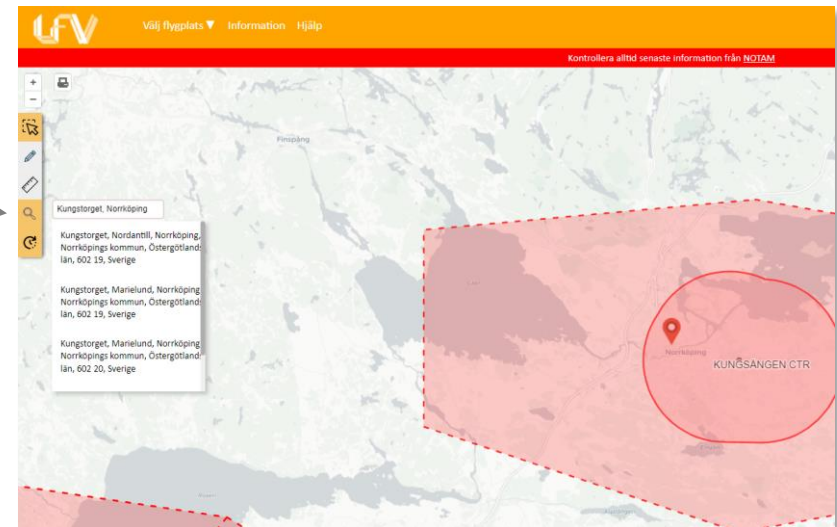 LFV
Välj flygplats ▼ Information Hjälp
Kontrollera alltid senaste information från NOTAM
+
−
Finspång
Kungstorget, Norrköping
Kungstorget, Nordantill, Norrköping,
Norrköpings kommun, Östergötlands
län, 602 19, Sverige
Kungstorget, Marielund, Norrköping
Norrköpings kommun, Östergötlands
län, 602 19, Sverige
Kungstorget, Marielund, Norrköping
Norrköpings kommun, Östergötland
län, 602 20, Sverige
Norrköping
KUNGSANGEN CTR